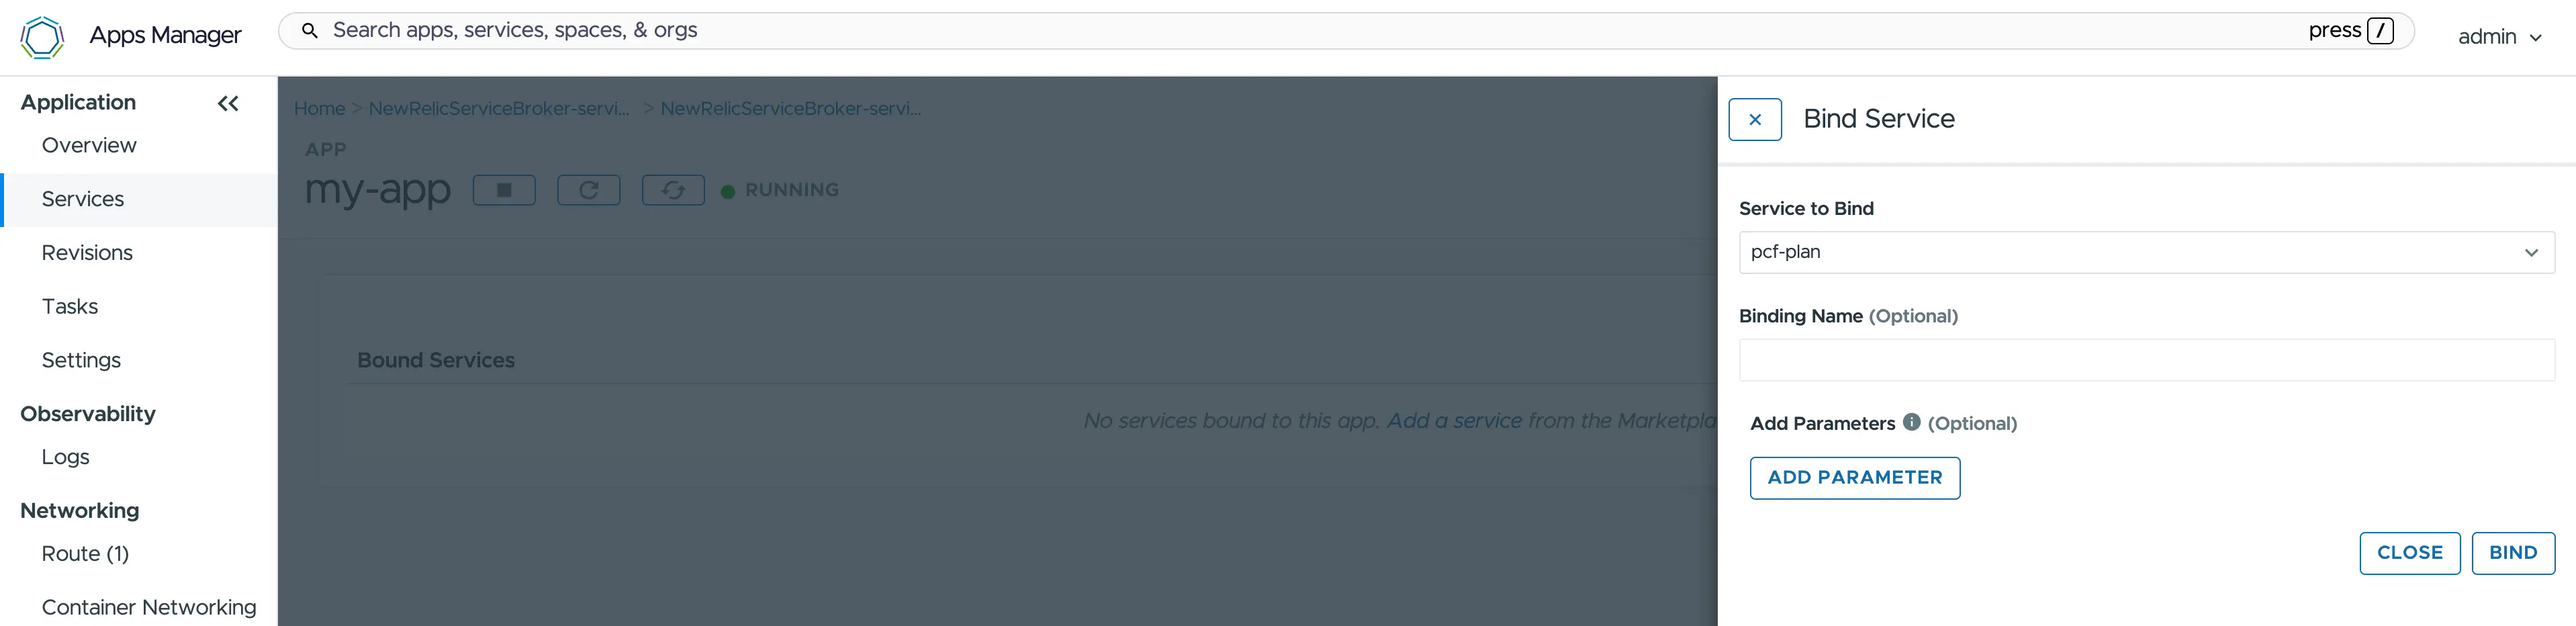 Apps Manager
Search apps, services, spaces, & orgs
press /
admin
Application
Overview
Services
Revisions
Tasks
Settings
Observability
Logs
Networking
Route (1)
Container Networking
Home > NewRelicServiceBroker-servi... > NewRelicServiceBroker-servi...
APP
my-app
RUNNING
Bound Services
No services bound to this app. Add a service from the Marketpla
Bind Service
Service to Bind
pcf-plan
Binding Name (Optional)
Add Parameters (Optional)
ADD PARAMETER
CLOSE
BIND